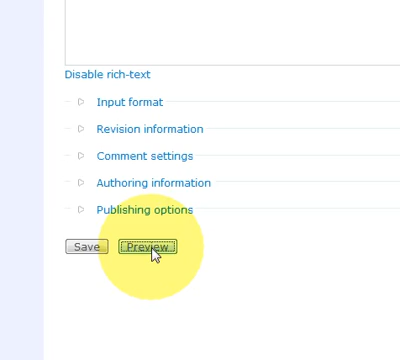 Disable rich-text
Input format
Revision information
Comment settings
Authoring information
Publishing options
Save Preview